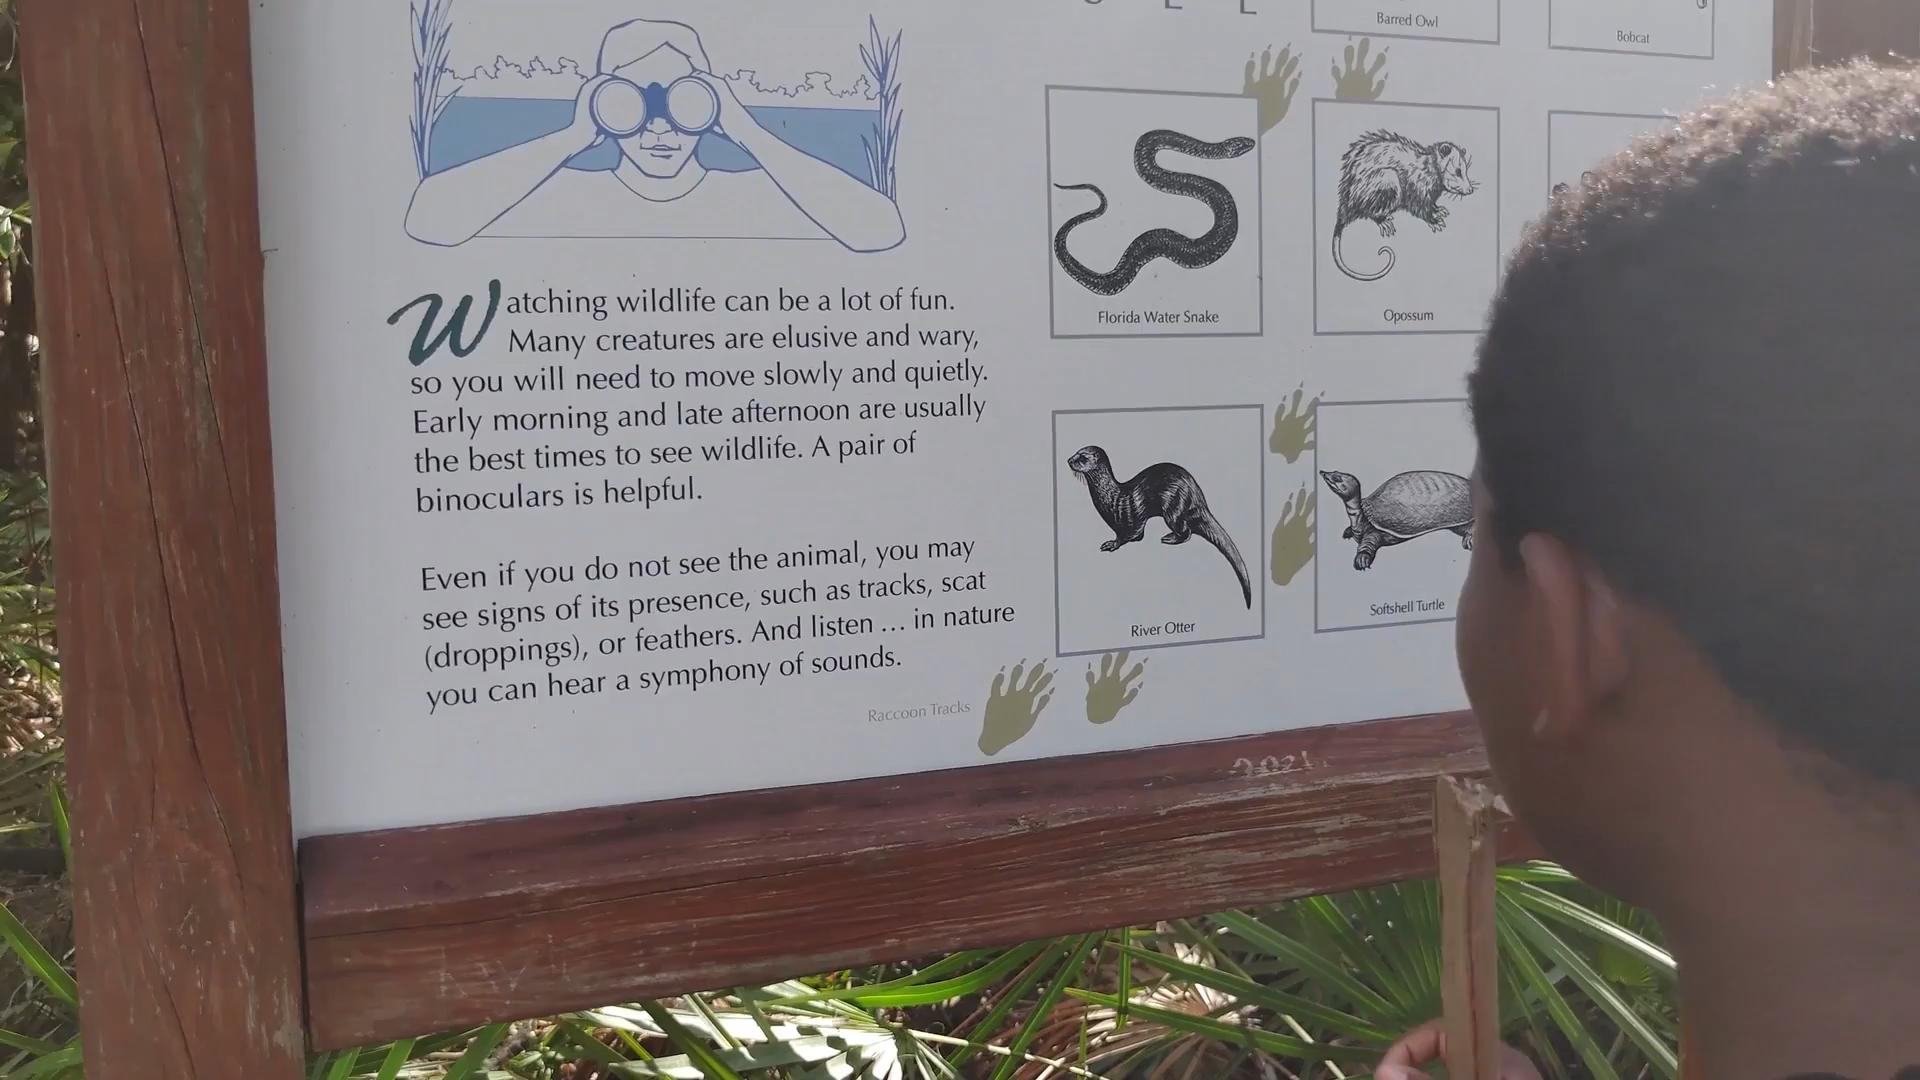 Barred Owl
Bobcat
Watching wildlife can be a lot of fun.
Many creatures are elusive and wary,
so you will need to move slowly and quietly.
Early morning and late afternoon are usually
the best times to see wildlife. A pair of
binoculars is helpful.
Even if you do not see the animal, you may
see signs of its presence, such as tracks, scat
(droppings), or feathers. And listen ... in nature
you can hear a symphony of sounds.
Raccoon Tracks
Florida Water Snake
Opossum
River Otter
Softshell Turtle
2021